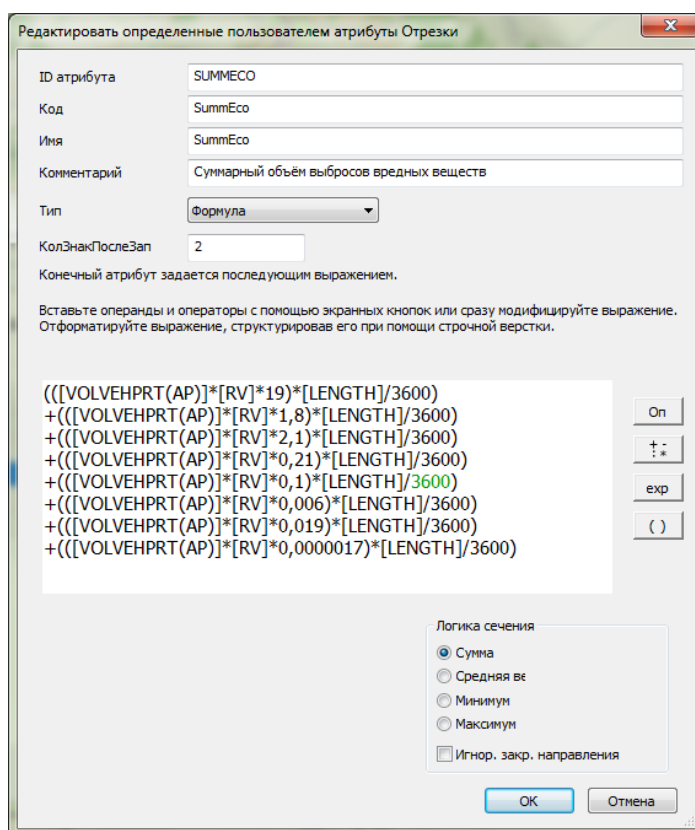 Редактировать определенные пользователем атрибуты Отрезки
ID атрибута SUMMECO
Код SummEco
Имя SummEco
Комментарий Суммарный объём выбросов вредных веществ
Тип Формула
КолЗнакПослеЗап 2
Конечный атрибут задается последующим выражением.
Вставьте операнды и операторы с помощью экранных кнопок или сразу модифицируйте выражение.
Отформатируйте выражение, структурировав его при помощи строчной верстки.
(([VOLVEHPRT(AP)]*[RV]*19)*[LENGTH]/3600)
+(([VOLVEHPRT(AP)]*[RV]*1,8)*[LENGTH]/3600)
+(([VOLVEHPRT(AP)]*[RV]*2,1)*[LENGTH]/3600)
+(([VOLVEHPRT(AP)]*[RV]*0,21)*[LENGTH]/3600)
+(([VOLVEHPRT(AP)]*[RV]*0,1)*[LENGTH]/3600)
+(([VOLVEHPRT(AP)]*[RV]*0,006)*[LENGTH]/3600)
+(([VOLVEHPRT(AP)]*[RV]*0,019)*[LENGTH]/3600)
+(([VOLVEHPRT(AP)]*[RV]*0,0000017)*[LENGTH]/3600)
Оп
+ -
: *
exp
( )
Логика сечения
Сумма
Средняя ве
Минимум
Максимум
Игнор. закр. направления
ОК Отмена